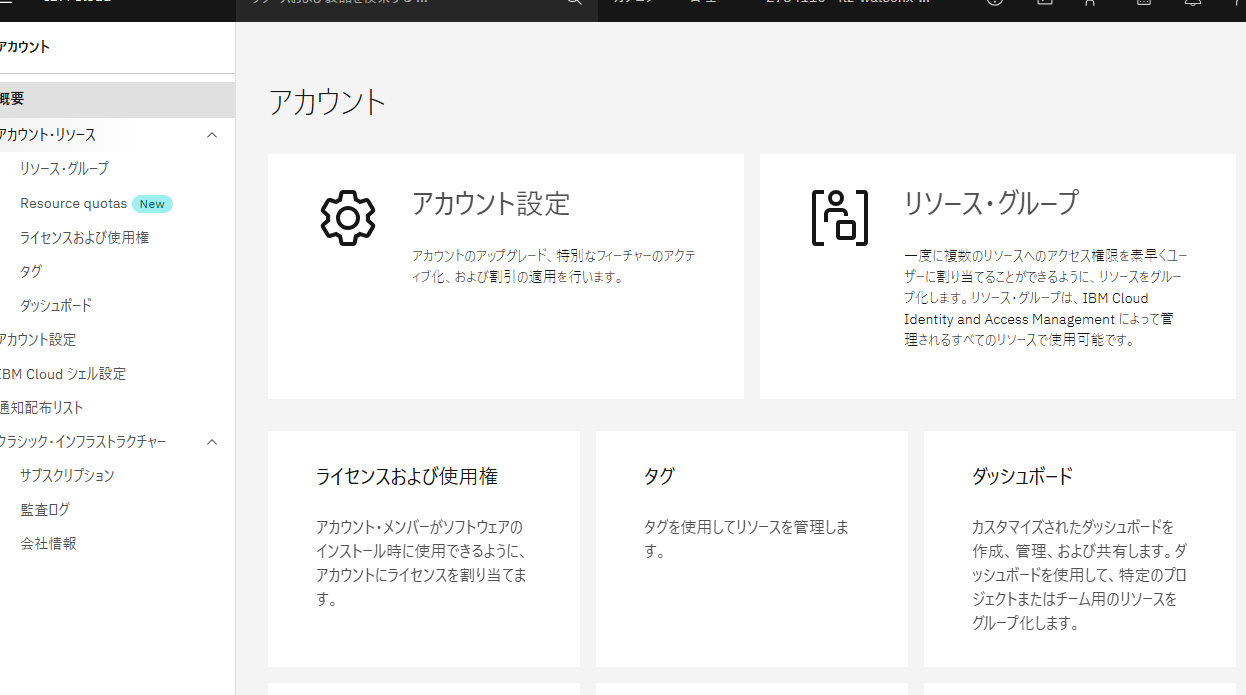 アカウント
概要
アカウント・リソース
リソース・グループ
Resource quotas New
ライセンスおよび使用権
タグ
ダッシュボード
アカウント設定
IBM Cloud シェル設定
通知配布リスト
クラシック・インフラストラクチャー
サブスクリプション
監査ログ
会社情報
アカウント
アカウント設定
アカウントのアップグレード、特別なフィーチャーのアクテ
ィブ化、および割引の適用を行います。
リソース・グループ
一度に複数のリソースへのアクセス権限を素早くユー
ザーに割り当てることができるように、リソースをグルー
プ化します。リソース・グループは、IBM Cloud
Identity and Access Management によって管
理されるすべてのリソースで使用可能です。
ライセンスおよび使用権
アカウント・メンバーがソフトウェアの
インストール時に使用できるように、
アカウントにライセンスを割り当てま
す。
タグ
タグを使用してリソースを管理しま
す。
ダッシュボード
カスタマイズされたダッシュボードを
作成、管理、および共有します。ダ
ッシュボードを使用して、特定のプロ
ジェクトまたはチーム用のリソースを
グループ化します。